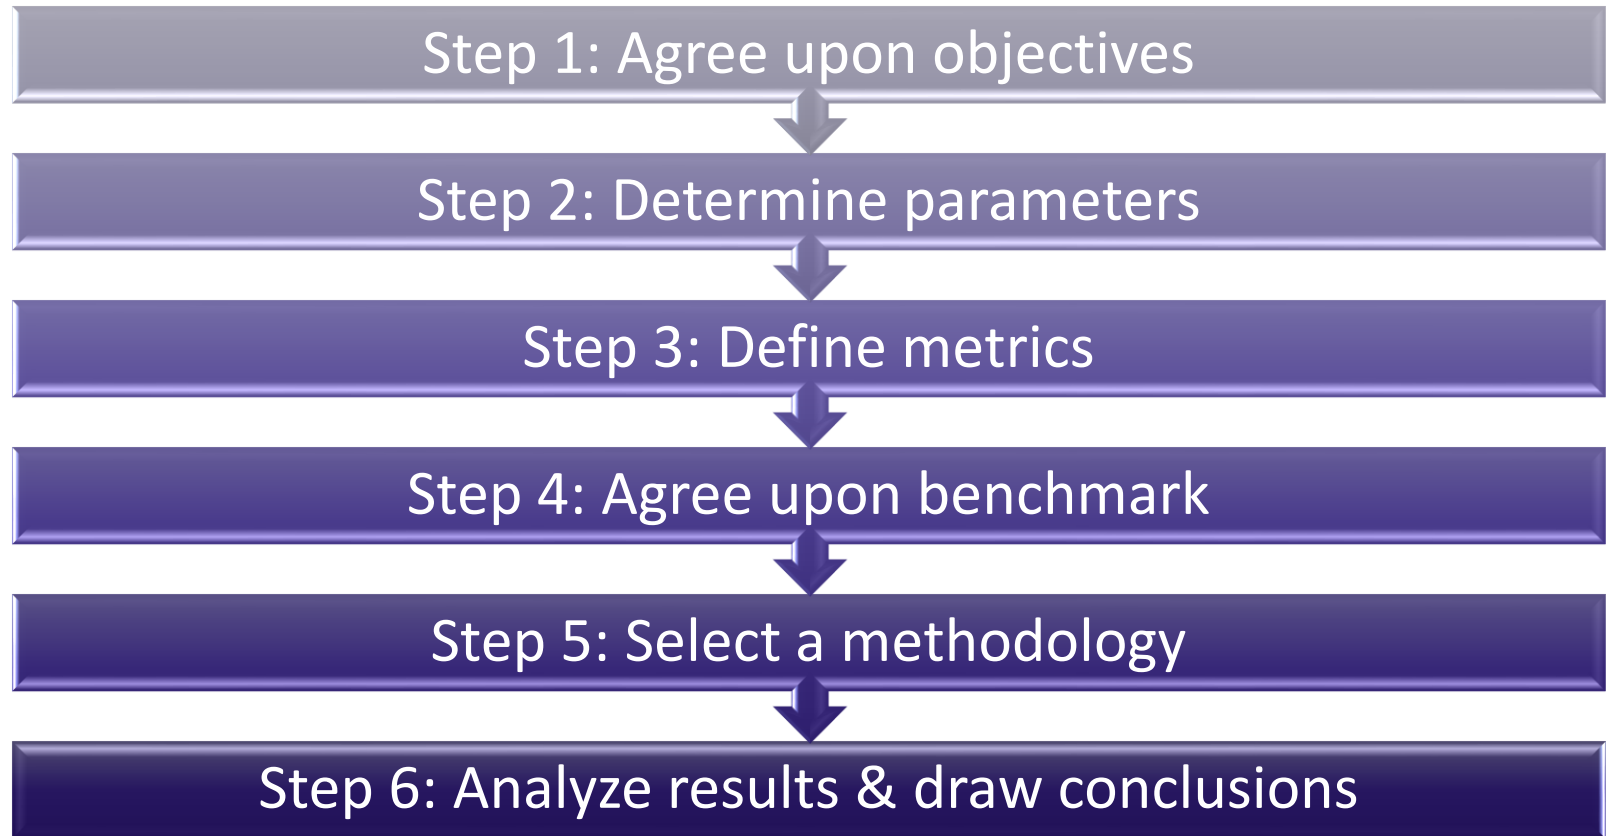 Step 1: Agree upon objectives
Step 2: Determine parameters
Step 3: Define metrics
Step 4: Agree upon benchmark
Step 5: Select a methodology
Step 6: Analyze results & draw conclusions